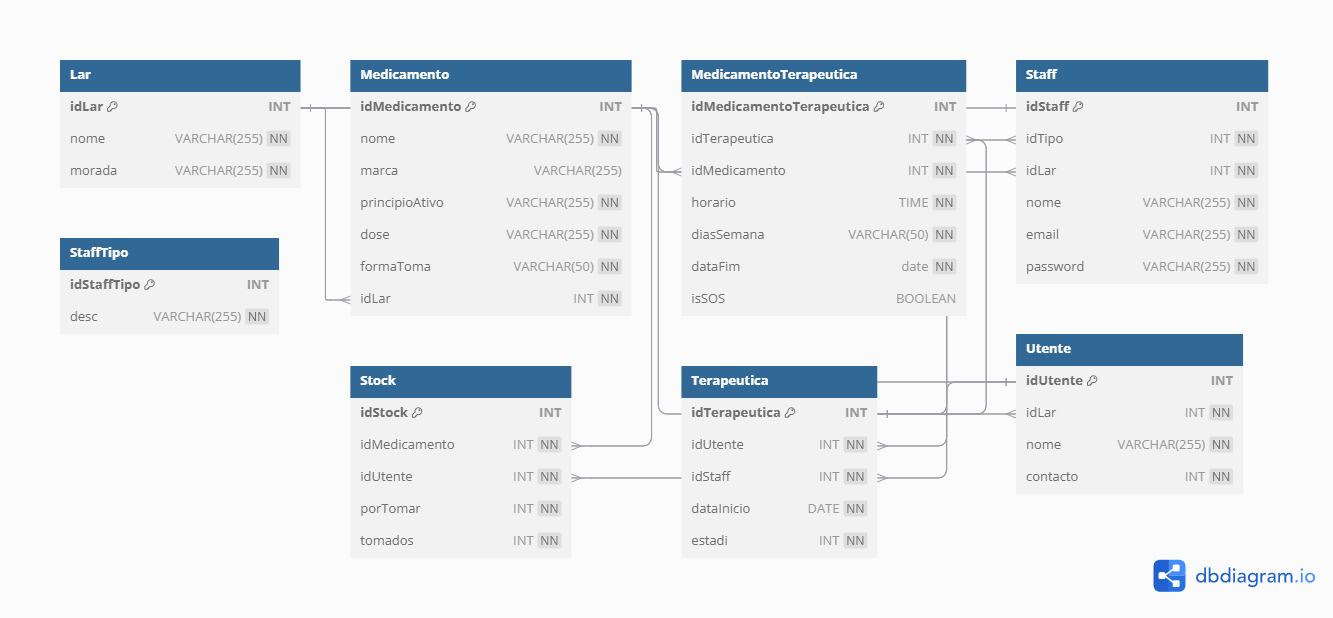 Lar
idLar INT
nome VARCHAR(255) NN
morada VARCHAR(255) NN
StaffTipo
idStaffTipo INT
desc VARCHAR(255) NN
Medicamento
idMedicamento INT
nome VARCHAR(255) NN
marca VARCHAR(255)
principioAtivo VARCHAR(255) NN
dose VARCHAR(255) NN
formaToma VARCHAR(50) NN
idLar INT NN
Stock
idStock INT
idMedicamento INT NN
idUtente INT NN
porTomar INT NN
tomados INT NN
MedicamentoTerapeutica
idMedicamentoTerapeutica INT
idTerapeutica INT NN
idMedicamento INT NN
horario TIME NN
diasSemana VARCHAR(50) NN
dataFim date NN
isSOS BOOLEAN
Terapeutica
idTerapeutica INT
idUtente INT NN
idStaff INT NN
dataInicio DATE NN
estadi INT NN
Staff
idStaff INT
idTipo INT NN
idLar INT NN
nome VARCHAR(255) NN
email VARCHAR(255) NN
password VARCHAR(255) NN
Utente
idUtente INT
idLar INT NN
nome VARCHAR(255) NN
contacto INT NN
dbdiagram.io